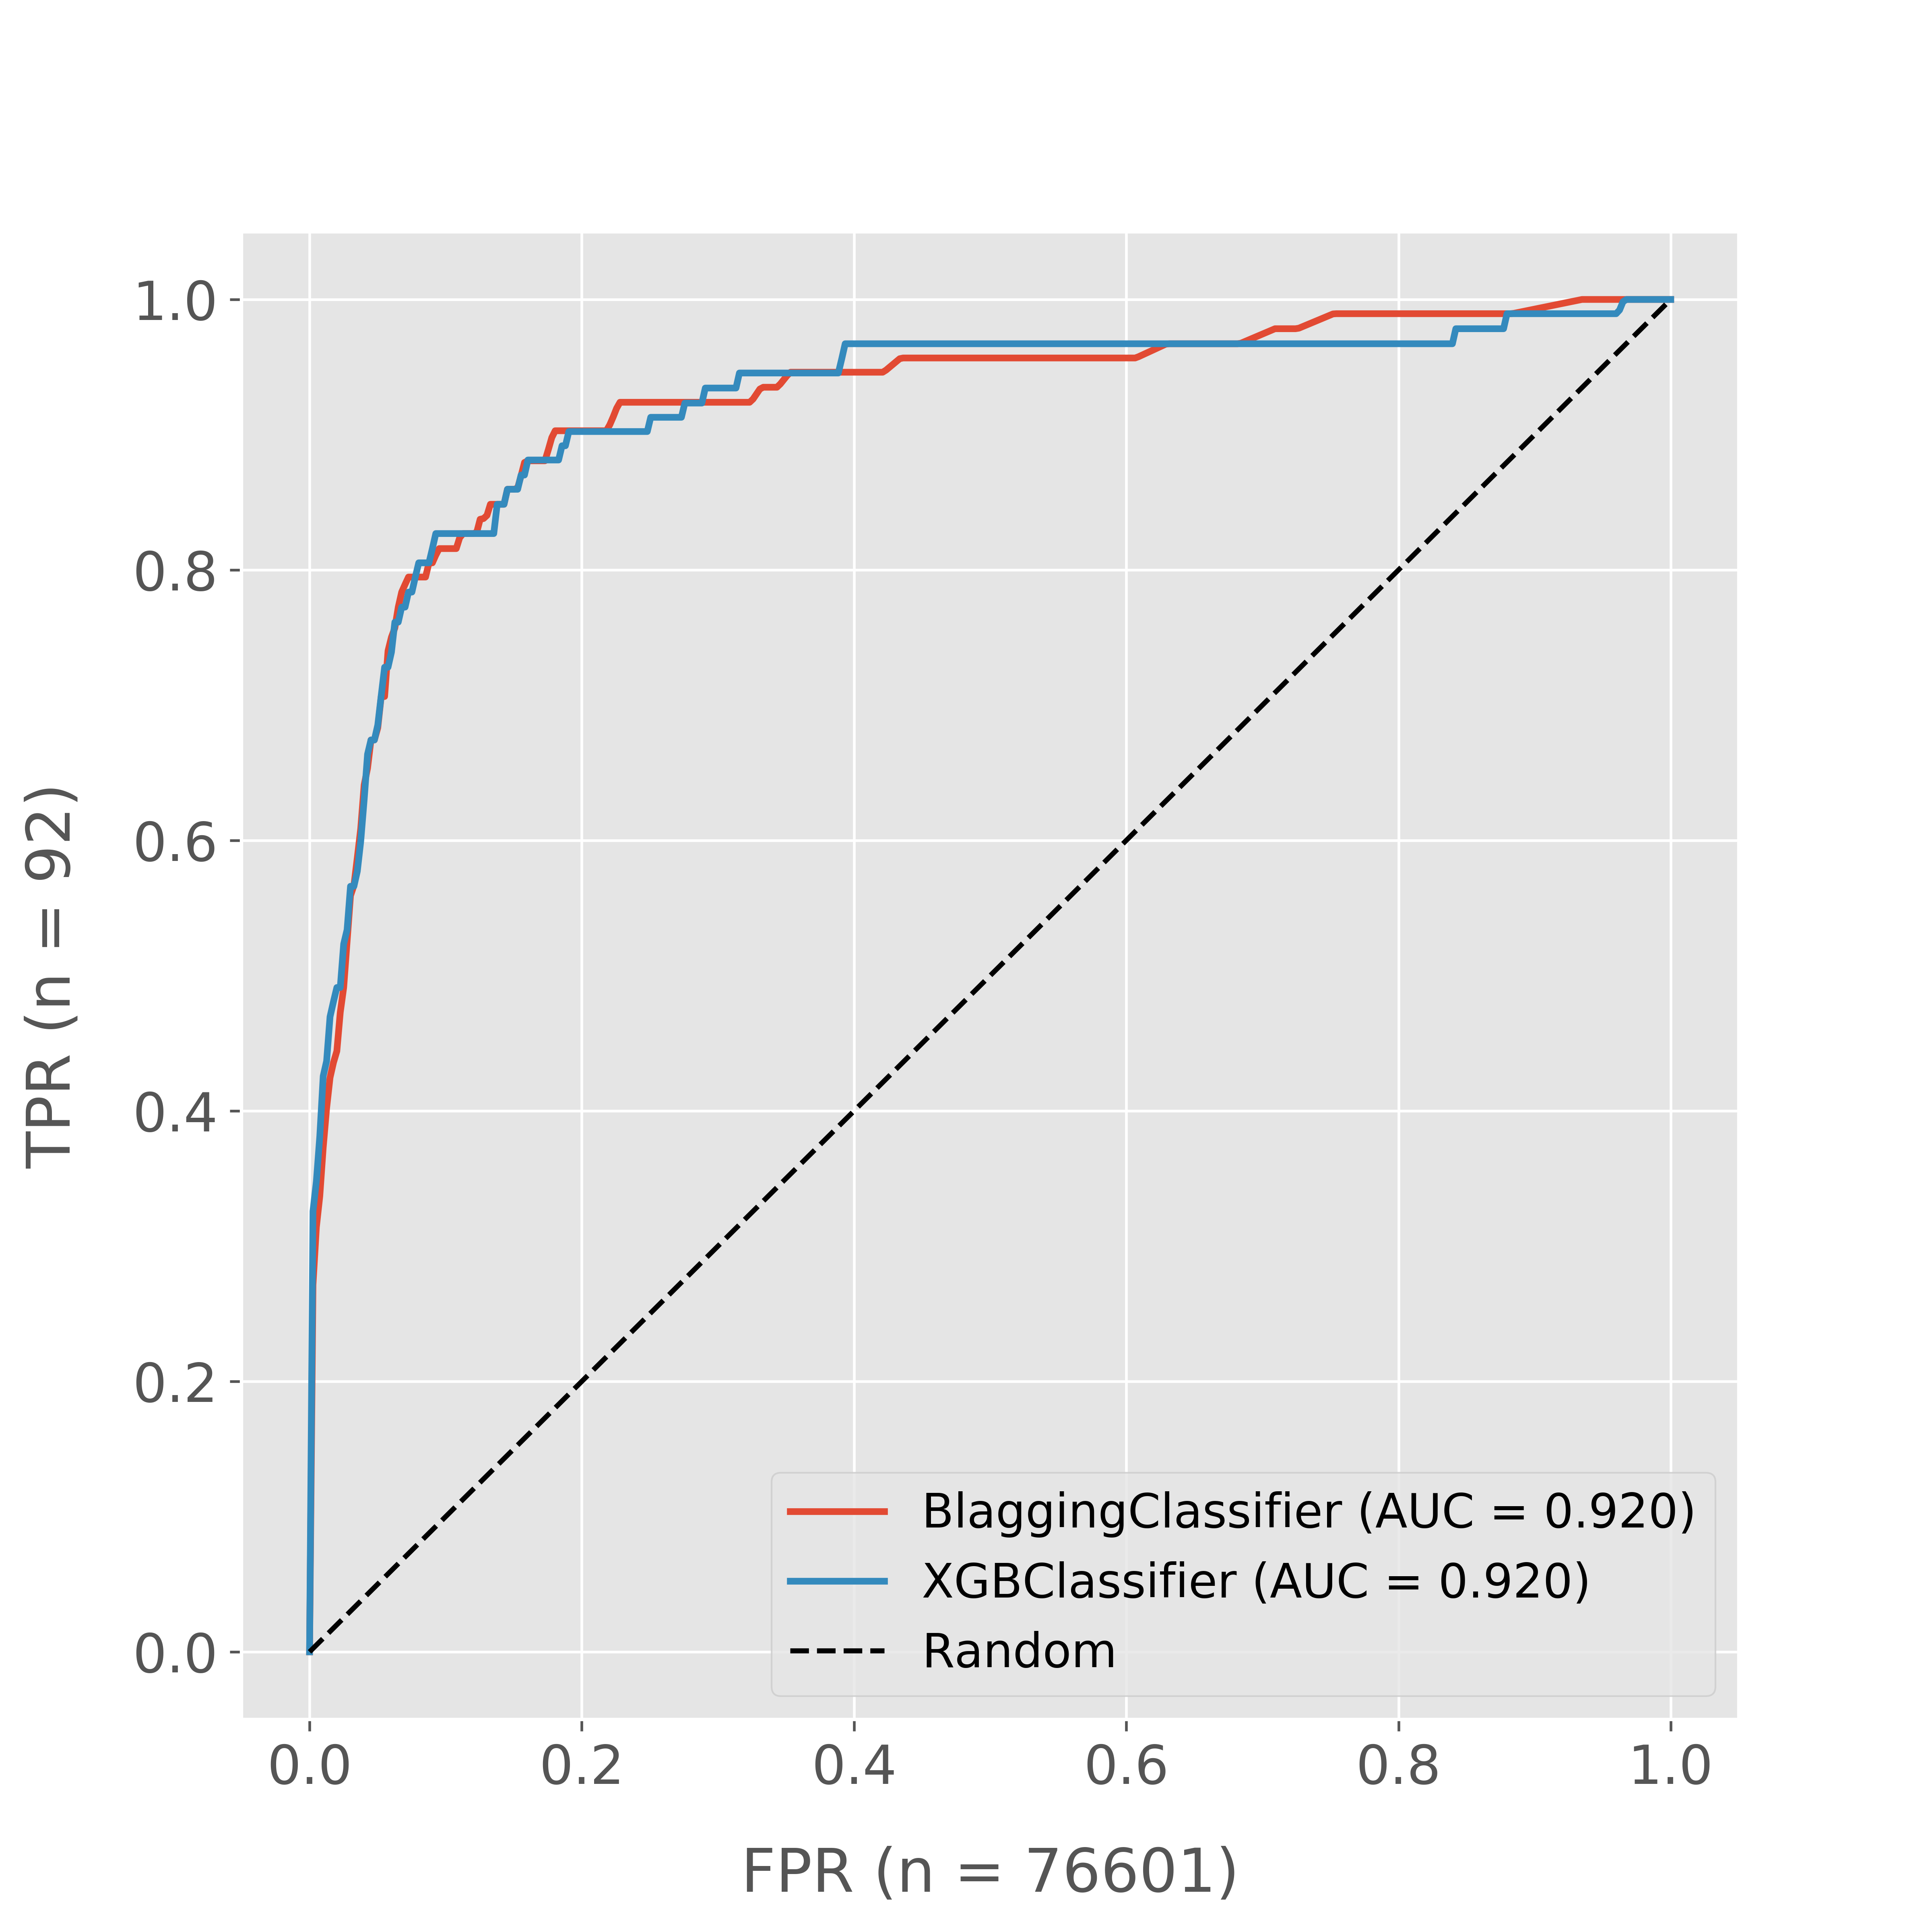 1.0
0.8
0.6
0.4
0.2
0.0
TPR (n = 92)
BlaggingClassifier (AUC = 0.920)
XGBClassifier (AUC = 0.920)
Random
0.0 0.2 0.4 0.6 0.8 1.0
FPR (n = 76601)